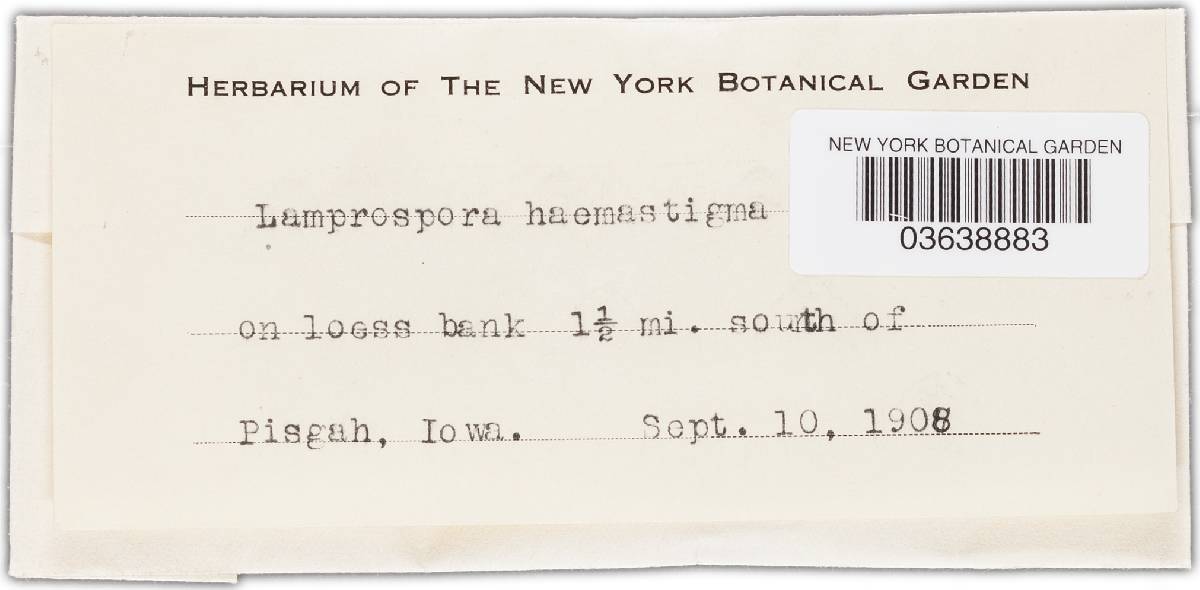 HERBARIUM OF THE NEW YORK BOTANICAL GARDEN
NEW YORK BOTANICAL GARDEN
03638883
Lamprospora haemastigma
on loess bank 1½ mi. south of
Pisgah, Iowa. Sept. 10, 1908